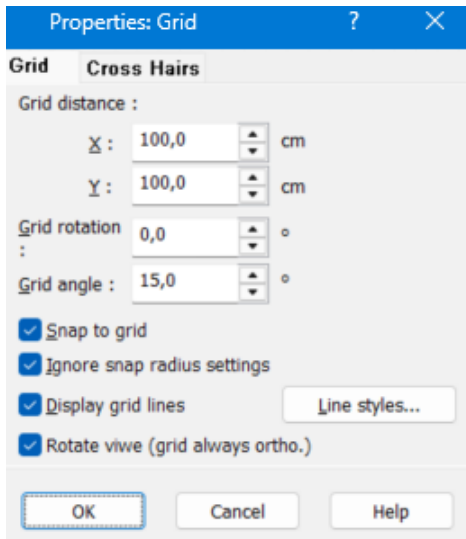 Properties: Grid ?
Grid Cross Hairs
Grid distance :
X : 100,0 cm
Y : 100,0 cm
Grid rotation : 0,0 °
Grid angle : 15,0 °
Snap to grid
Ignore snap radius settings
Display grid lines Line styles...
Rotate viwe (grid always ortho.)
OK Cancel Help